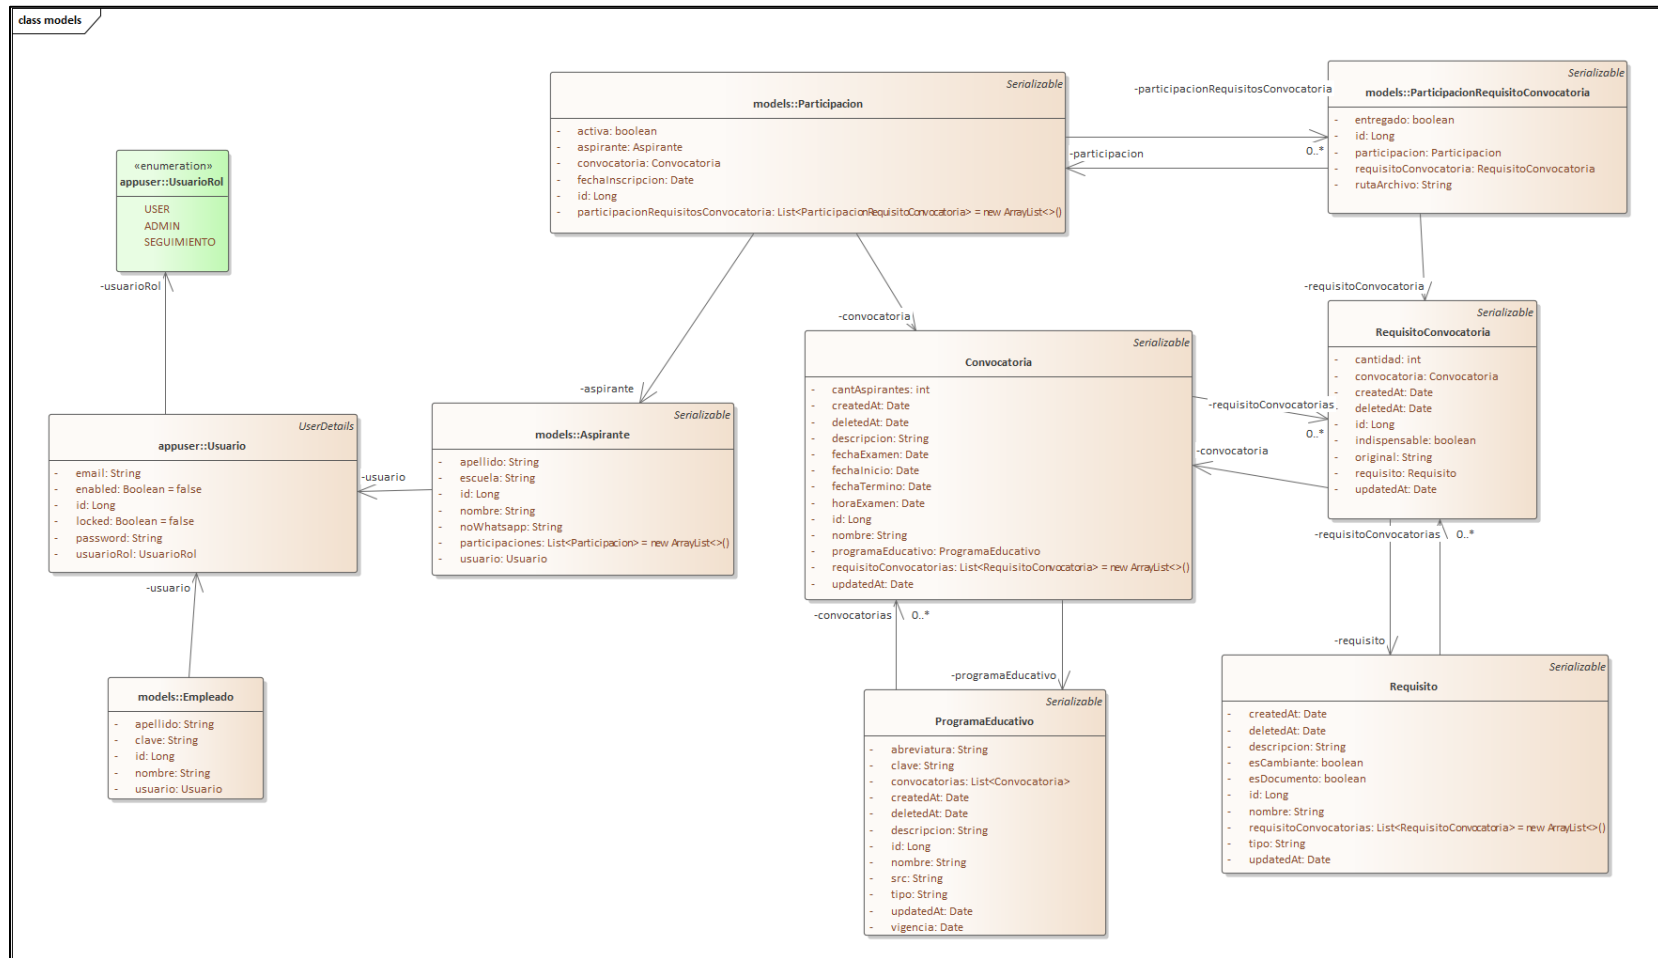 class models
Serializable
models::Participacion
- activa: boolean
- aspirante: Aspirante
- convocatoria: Convocatoria
- fechaInscripcion: Date
- id: Long
- participacionRequisitosConvocatoria: List<ParticipacionRequisitoConvocatoria> = new ArrayList<>()
-participacionRequisitosConvocatoria
0..*
-participacion
Serializable
models::ParticipacionRequisitoConvocatoria
- entregado: boolean
- id: Long
- participacion: Participacion
- requisitoConvocatoria: RequisitoConvocatoria
- rutaArchivo: String
«enumeration»
appuser::UsuarioRol
USER
ADMIN
SEGUIMIENTO
-usuarioRol
-convocatoria
-aspirante
-requisitoConvocatoria
UserDetails
appuser::Usuario
- email: String
- enabled: Boolean = false
- id: Long
- locked: Boolean = false
- password: String
- usuarioRol: UsuarioRol
-usuario
Serializable
models::Aspirante
- apellido: String
- escuela: String
- id: Long
- nombre: String
- noWhatsapp: String
- participaciones: List<Participacion> = new ArrayList<>()
- usuario: Usuario
Serializable
Convocatoria
- cantAspirantes: int
- createdAt: Date
- deletedAt: Date
- descripcion: String
- fechaExamen: Date
- fechaInicio: Date
- fechaTermino: Date
- horaExamen: Date
- id: Long
- nombre: String
- programaEducativo: ProgramaEducativo
- requisitoConvocatorias: List<RequisitoConvocatoria> = new ArrayList<>()
- updatedAt: Date
-requisitoConvocatorias
0..*
-convocatoria
Serializable
RequisitoConvocatoria
- cantidad: int
- convocatoria: Convocatoria
- createdAt: Date
- deletedAt: Date
- id: Long
- indispensable: boolean
- original: String
- requisito: Requisito
- updatedAt: Date
-requisitoConvocatorias 0..*
-requisito
-usuario
models::Empleado
- apellido: String
- clave: String
- id: Long
- nombre: String
- usuario: Usuario
-convocatorias 0..*
-programaEducativo
Serializable
ProgramaEducativo
- abreviatura: String
- clave: String
- convocatorias: List<Convocatoria>
- createdAt: Date
- deletedAt: Date
- descripcion: String
- id: Long
- nombre: String
- src: String
- tipo: String
- updatedAt: Date
- vigencia: Date
Serializable
Requisito
- createdAt: Date
- deletedAt: Date
- descripcion: String
- esCambiante: boolean
- esDocumento: boolean
- id: Long
- nombre: String
- requisitoConvocatorias: List<RequisitoConvocatoria> = new ArrayList<>()
- tipo: String
- updatedAt: Date